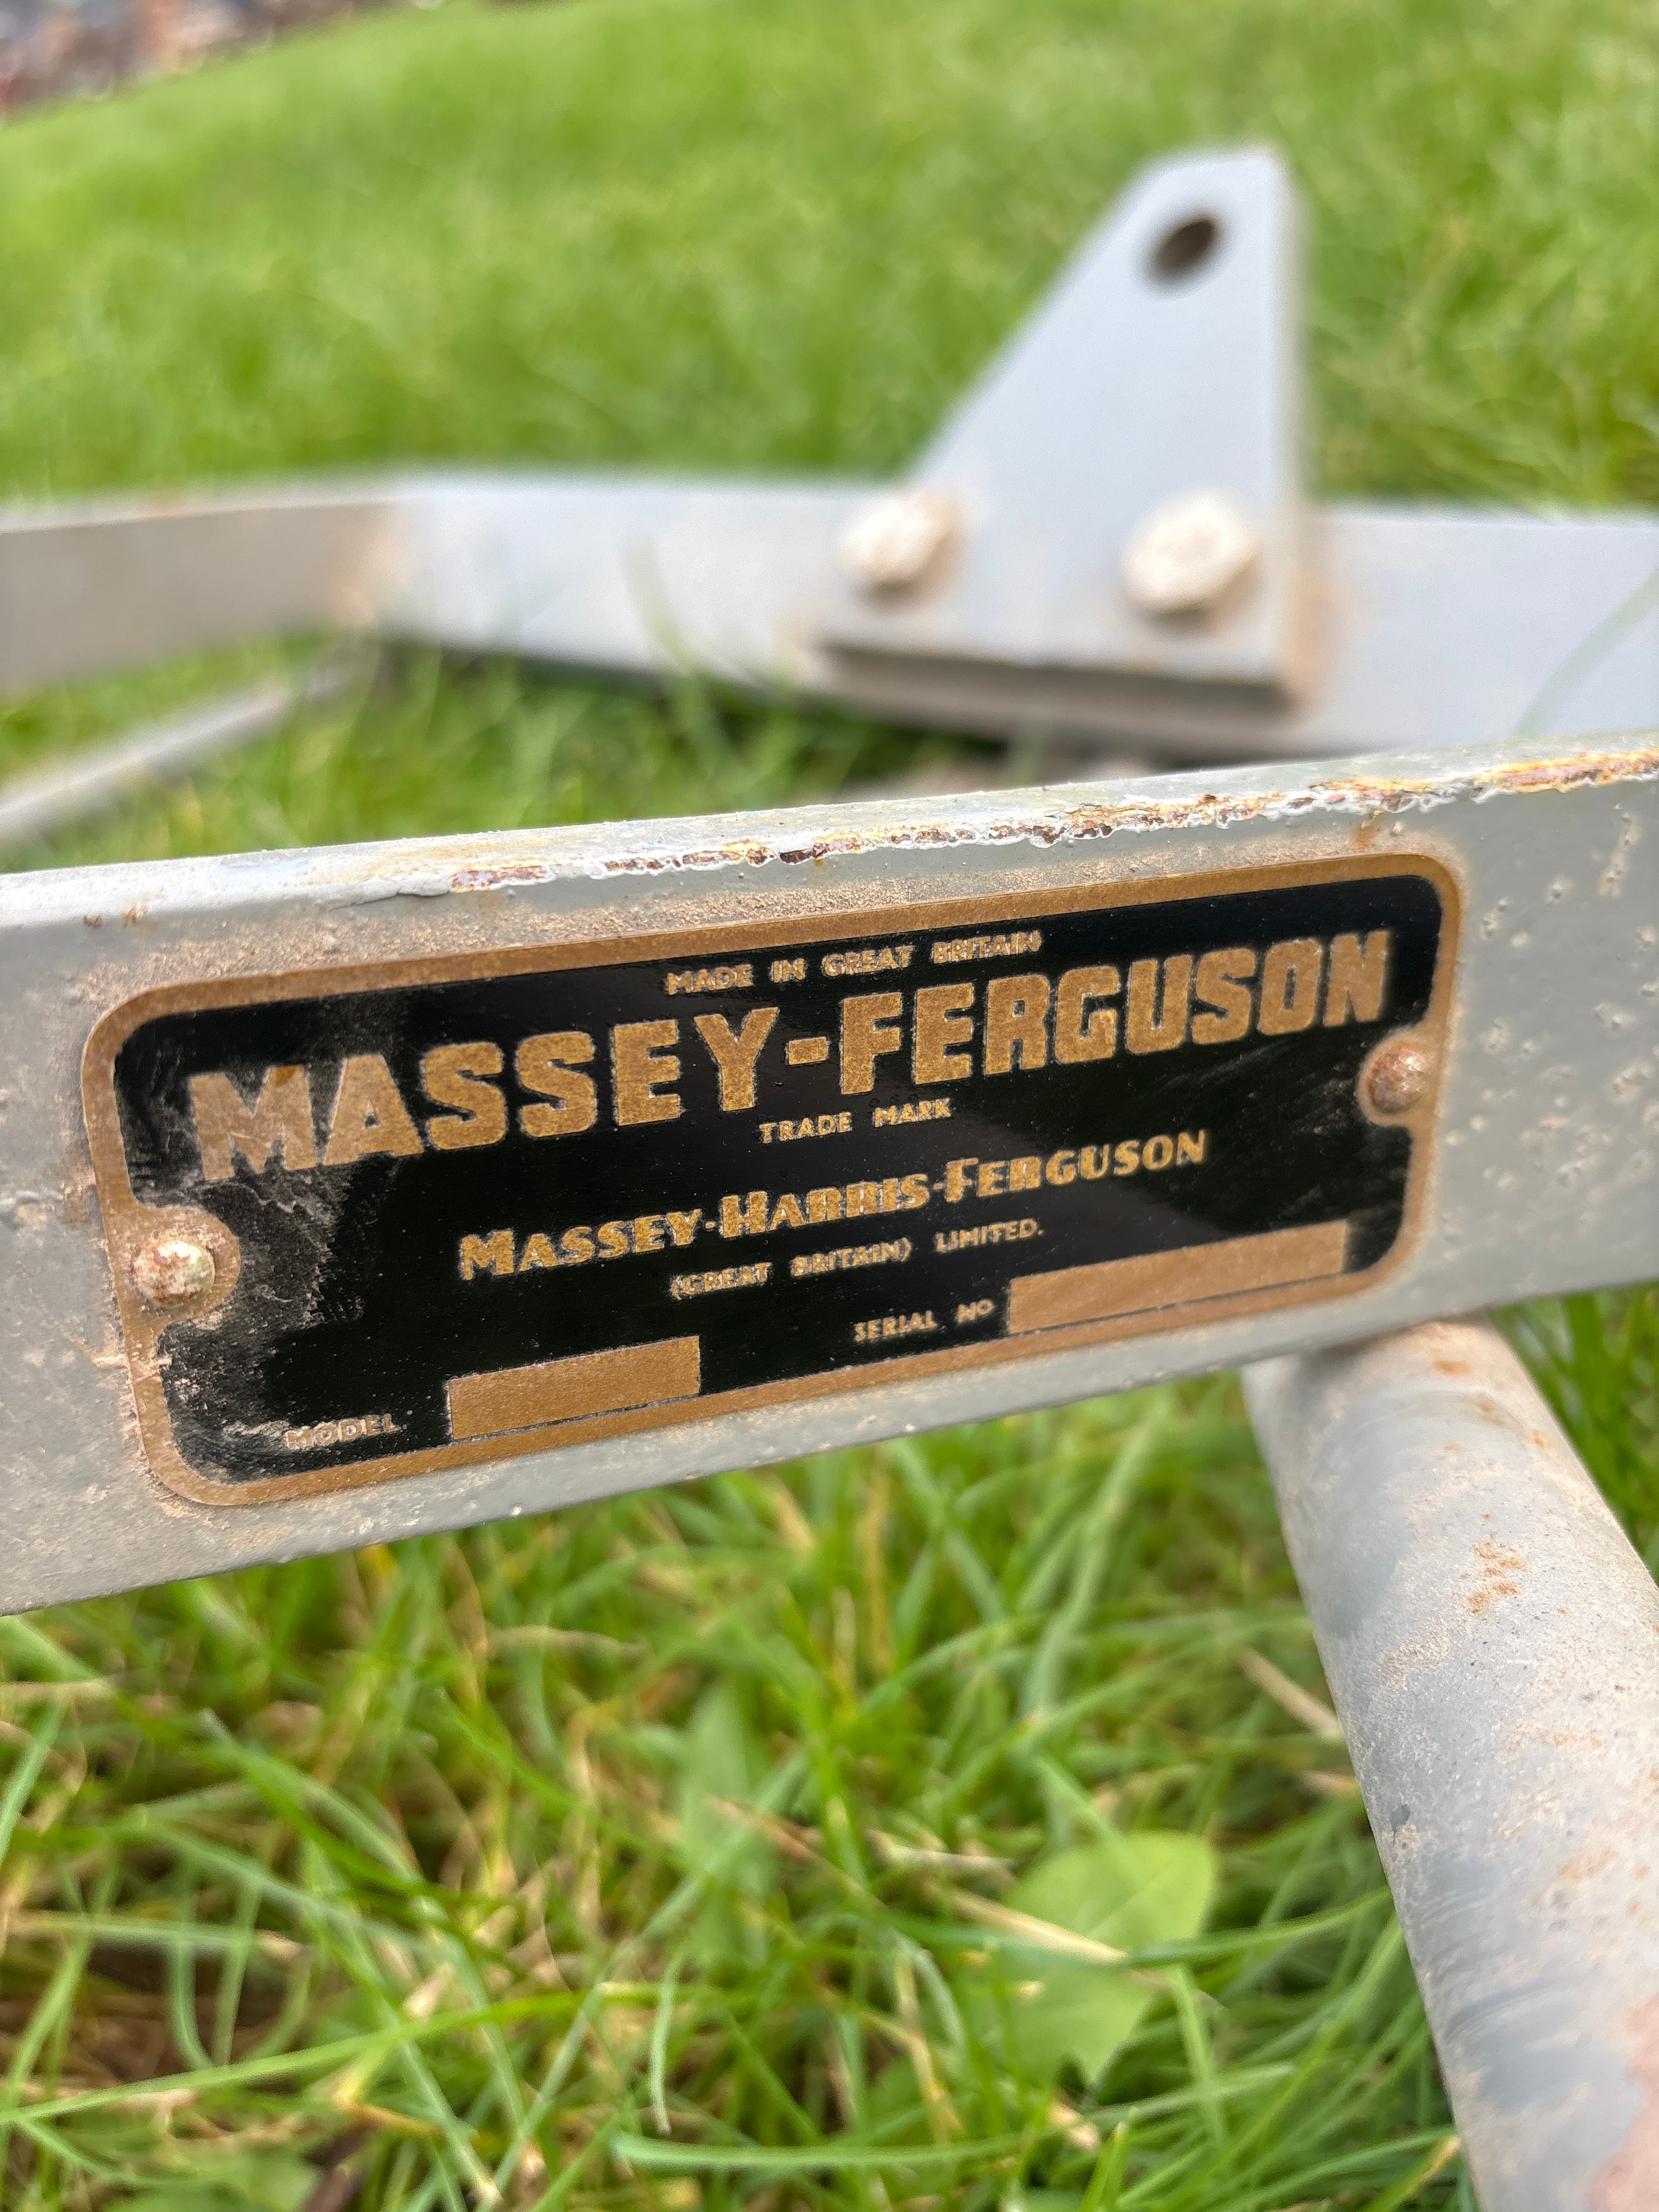 MADE IN GREAT BRITAIN
MASSEY-FERGUSON
TRADE MARK
MASSEY-HARRIS-FERGUSON
(GREAT BRITAIN) LIMITED.
MODEL SERIAL NO